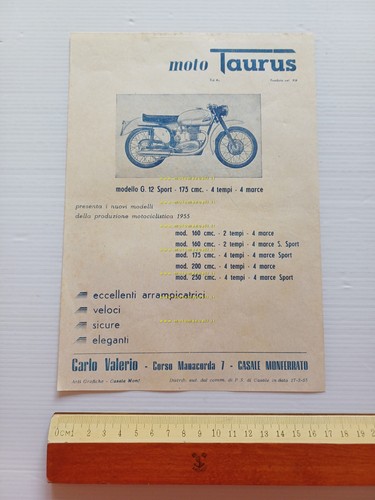 moto Taurus
modello G. 12 Sport - 175 cmc. - 4 tempi - 4 marce
presenta i nuovi modelli
della produzione motociclistica 1955
mod. 160 cmc. - 2 tempi - 4 marce
mod. 160 cmc. - 2 tempi - 4 marce S. Sport
mod. 175 cmc. - 4 tempi - 4 marce Sport
mod. 200 cmc. - 4 tempi - 4 marce
mod. 250 cmc. - 4 tempi - 4 marce Sport
eccellenti arrampicatrici
veloci
sicure
eleganti
Carlo Valerio - Corso Manacorda 7 - CASALE MONFERRATO
Arti Grafiche - Casale Monf.
0 CM 1 2 3 4 5 6 7 8 9 10 11 12 13 14 15 16 17 18 19